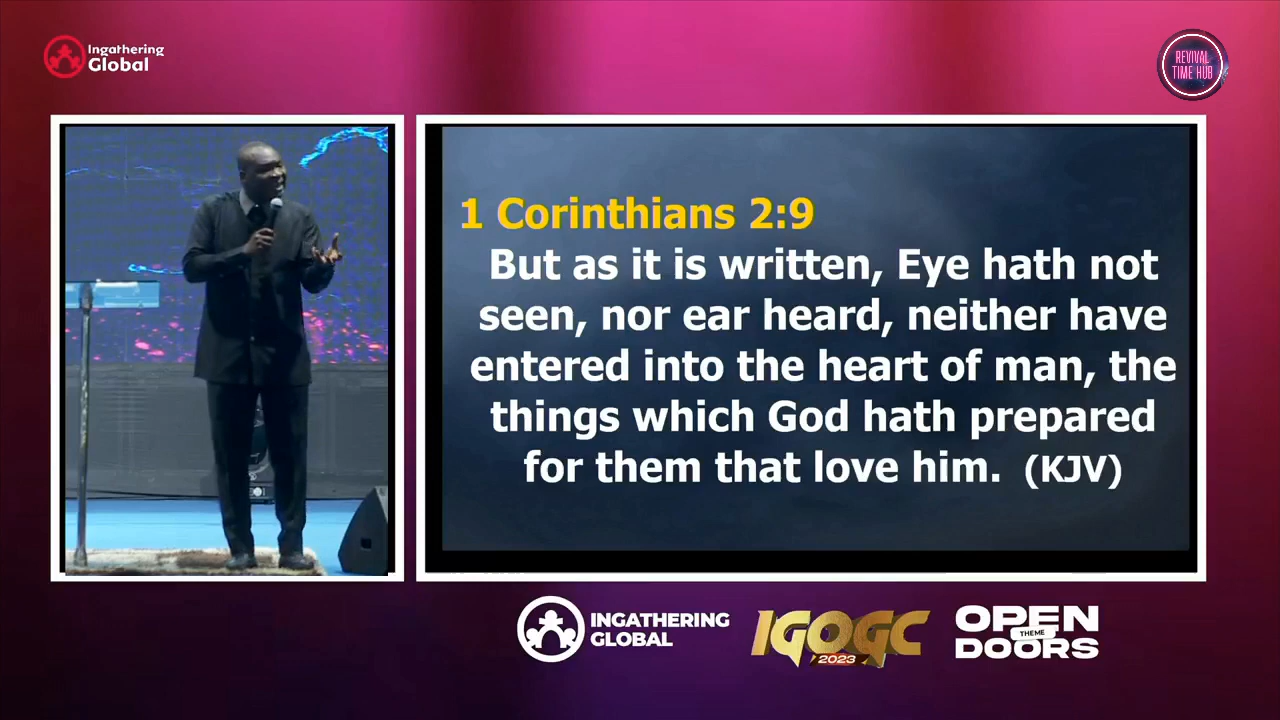 Ingathering
Global
REVIVAL
TIME HUB
1 Corinthians 2:9
But as it is written, Eye hath not
seen, nor ear heard, neither have
entered into the heart of man, the
things which God hath prepared
for them that love him. (KJV)
INGATHERING
GLOBAL
IGOGC
2023
OPEN
THEME
DOORS